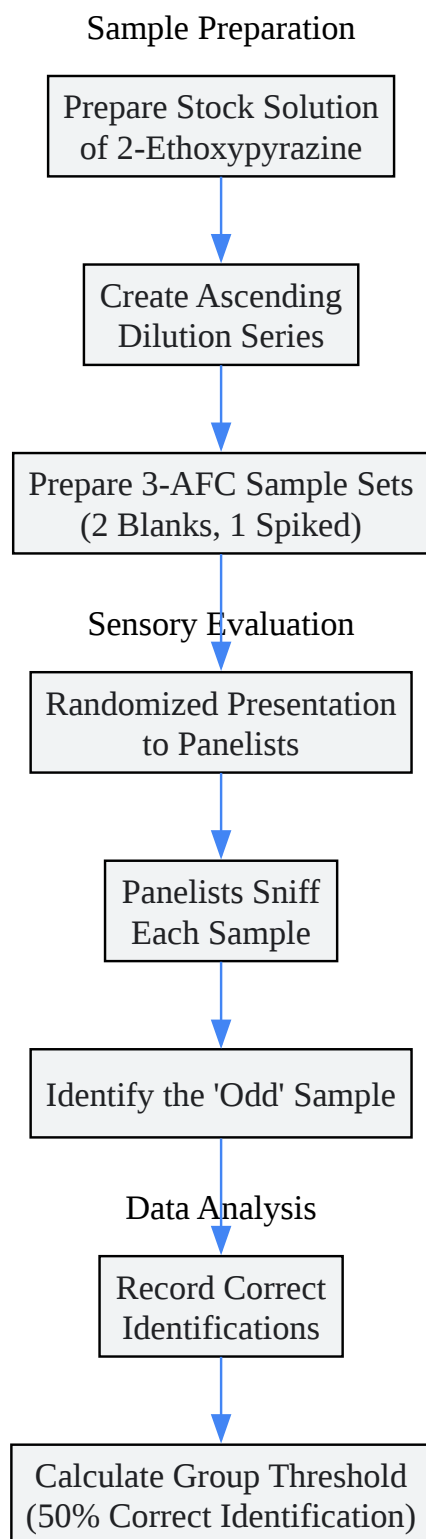 Sample Preparation
Prepare Stock Solution
of 2-Ethoxypyrazine
Create Ascending
Dilution Series
Prepare 3-AFC Sample Sets
(2 Blanks, 1 Spiked)
Sensory Evaluation
Randomized Presentation
to Panelists
Panelists Sniff
Each Sample
Identify the 'Odd' Sample
Data Analysis
Record Correct
Identifications
Calculate Group Threshold
(50% Correct Identification)